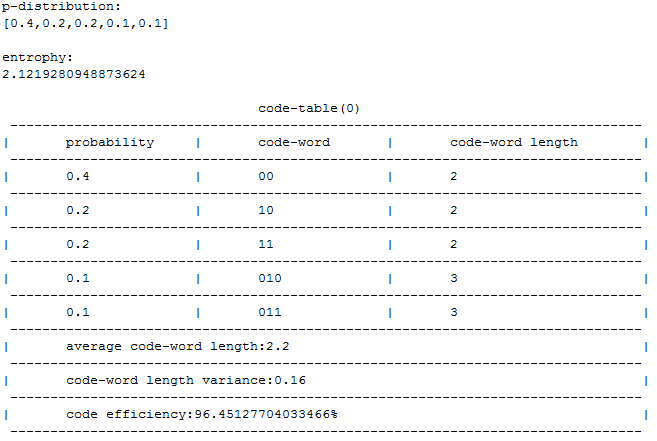 p-distribution:
[0.4,0.2,0.2,0.1,0.1]
entrophy:
2.1219280948873624
code-table(0)
| probability | code-word | code-word length |
| 0.4 | 00 | 2 |
| 0.2 | 10 | 2 |
| 0.2 | 11 | 2 |
| 0.1 | 010 | 3 |
| 0.1 | 011 | 3 |
| average code-word length:2.2 |
| code-word length variance:0.16 |
| code efficiency:96.45127704033466% |